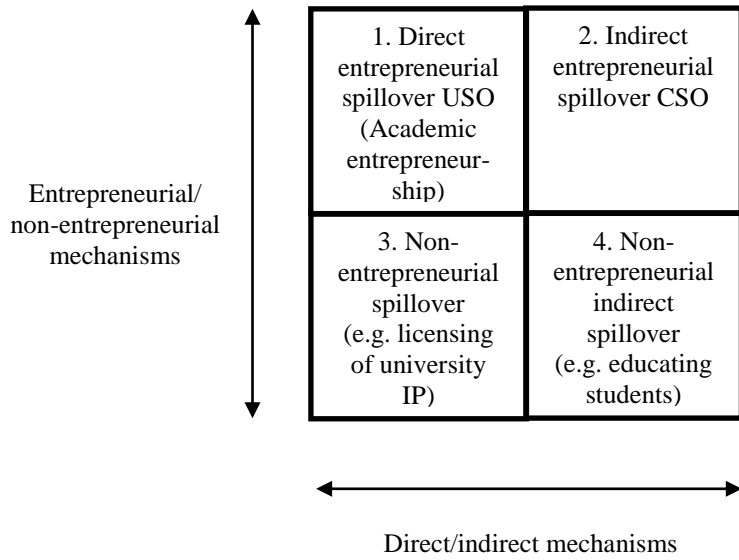 1. Direct
entrepreneurial
spillover USO
(Academic
entrepreneur-
ship)
2. Indirect
entrepreneurial
spillover CSO
Entrepreneurial/
non-entrepreneurial
mechanisms
3. Non-
entrepreneurial
spillover
(e.g. licensing
of university
IP)
4. Non-
entrepreneurial
indirect
spillover
(e.g. educating
students)
Direct/indirect mechanisms